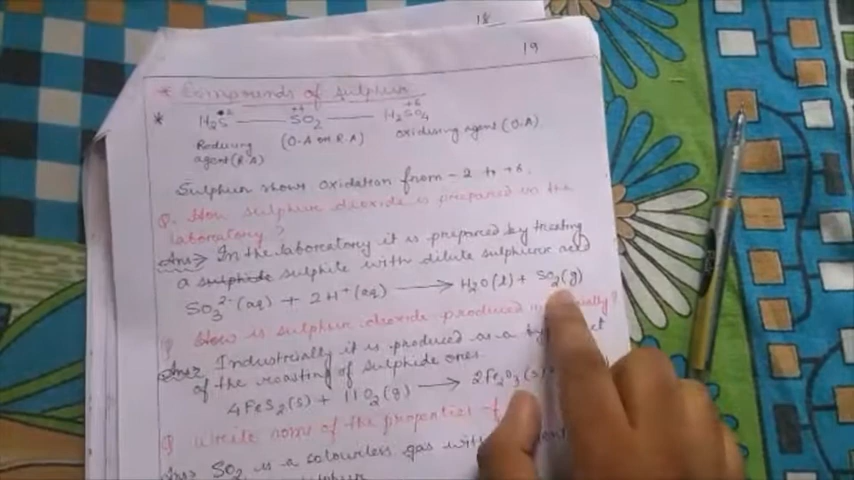 18
19
* Compounds of sulphur
* H2S -2 — SO2 +4 — H2SO4 +6
Reducing agent (R.A) (O.A or R.A) oxidising agent (O.A)
Sulphur shows oxidation from -2 to +6.
Q. How sulphur dioxide is prepared in the
laboratory?
Ans⇒ In the laboratory it is prepared by treating
a sulphite with dilute sulphuric acid
SO3^2-(aq) + 2H+(aq) ⟶ H2O(l) + SO2(g)
Q How is sulphur dioxide produced ?
Ans⇒ Industrially it is produced as a
of the roasting of sulphide ores.
4FeS2(s) + 11O2(g) ⟶ 2Fe2O3(s)
Q Write some of the properties
Ans⇒ SO2 is a colourless gas with